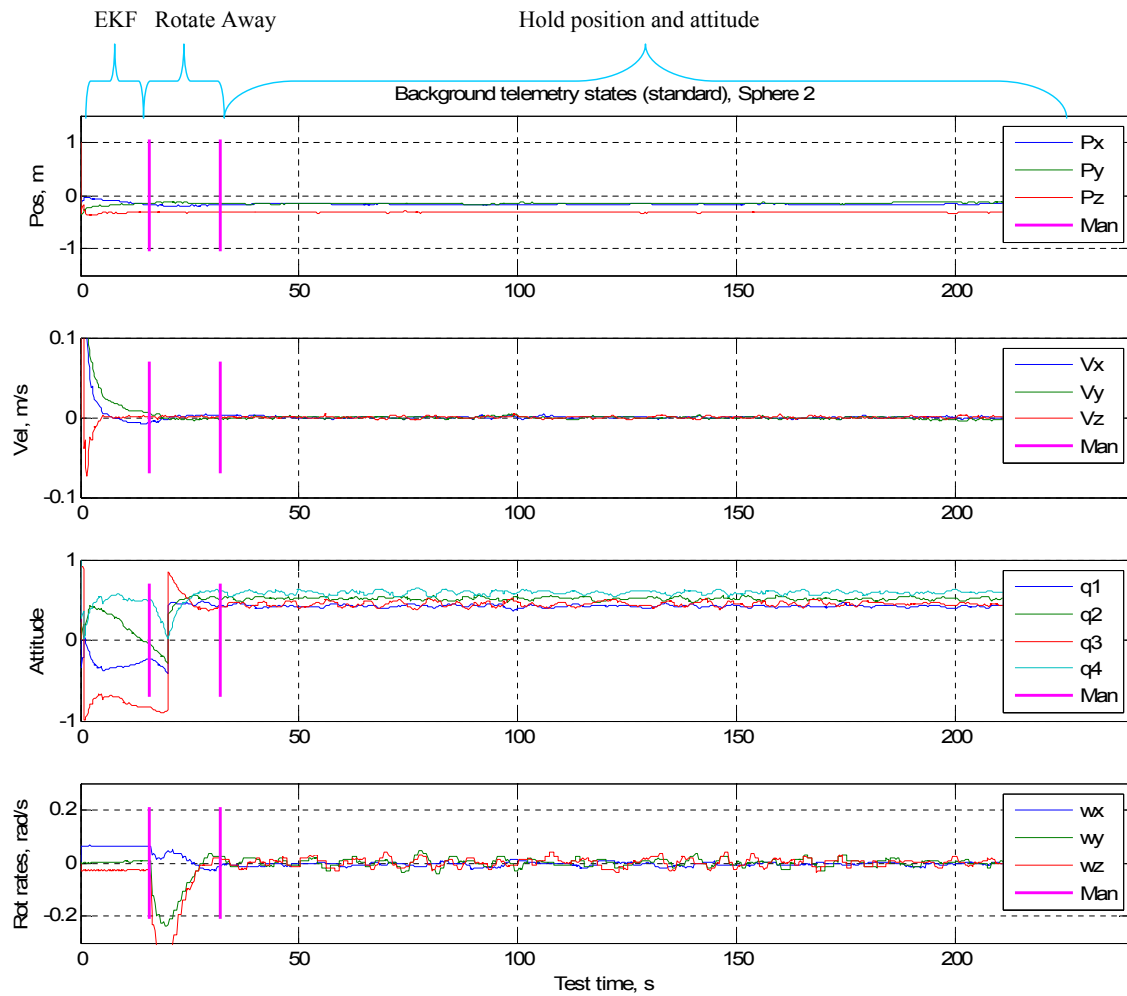 EKF Rotate Away Hold position and attitude
Background telemetry states (standard), Sphere 2
Pos, m
1
0
-1
0 50 100 150 200
Px
Py
Pz
Man
Vel, m/s
0.1
0
-0.1
0 50 100 150 200
Vx
Vy
Vz
Man
Attitude
1
0
-1
0 50 100 150 200
q1
q2
q3
q4
Man
Rot rates, rad/s
0.2
0
-0.2
0 50 100 150 200
wx
wy
wz
Man
Test time, s